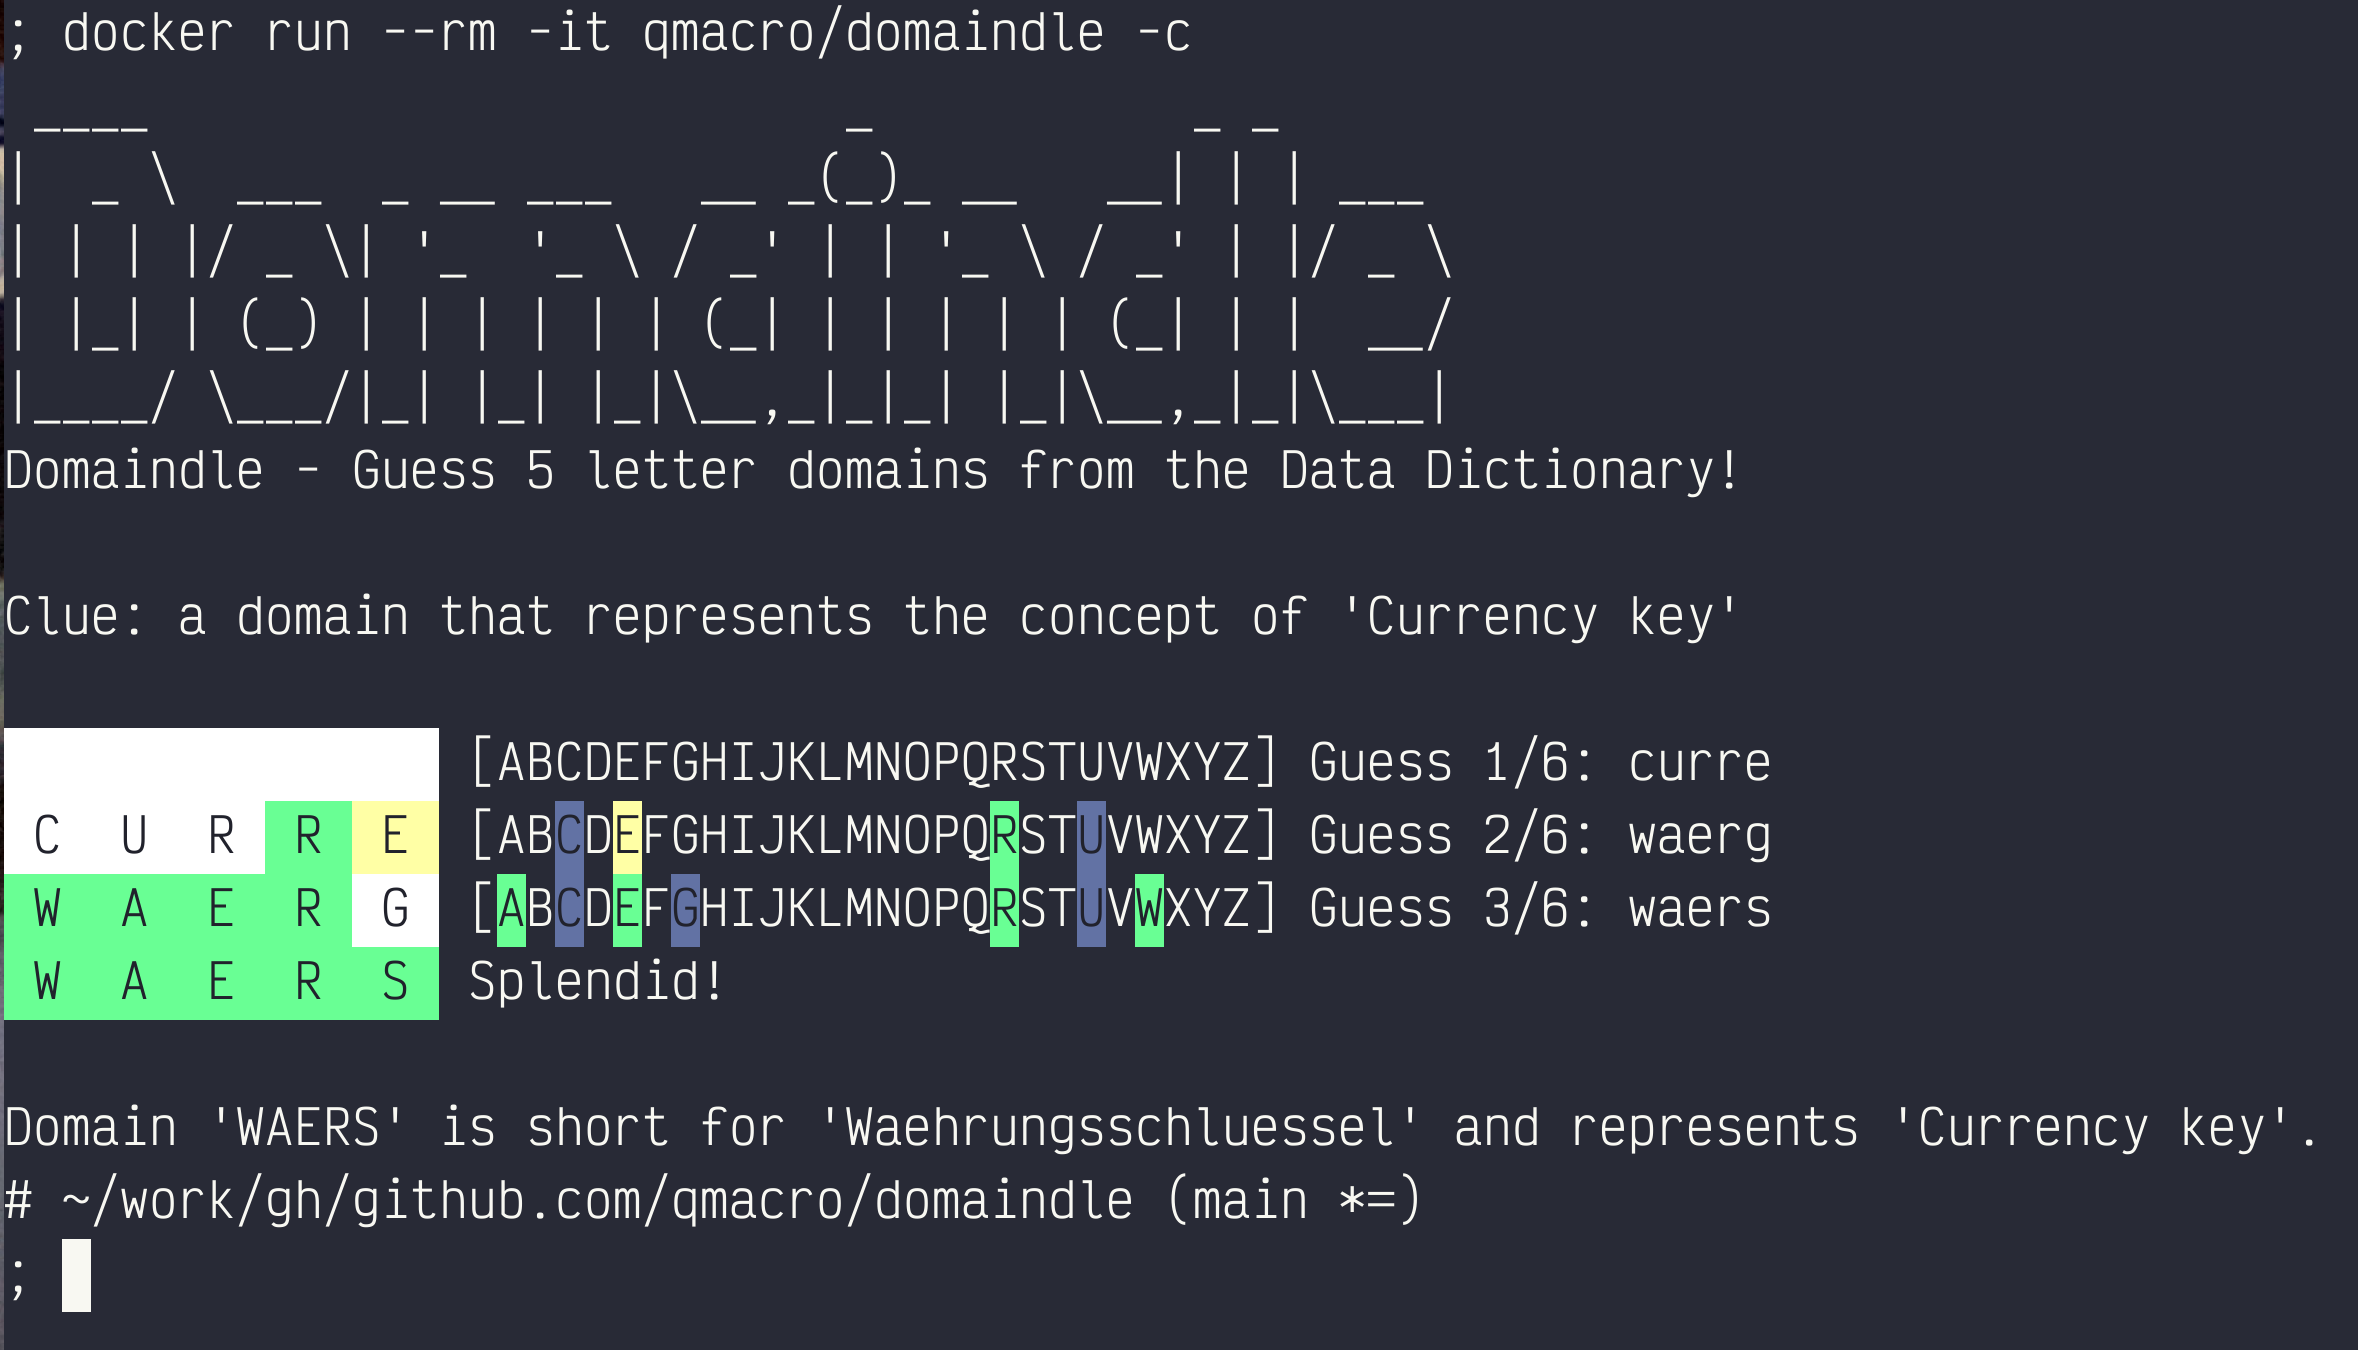 ; docker run --rm -it qmacro/domaindle -c
 ____                        _           _ _
|  _ \  ___  _ __ ___   __ _(_)_ __   __| | | ___
| | | |/ _ \| '_ ` _ \ / _' | | '_ \ / _' | |/ _ \
| |_| | (_) | | | | | | (_| | | | | | (_| | |  __/
|____/ \___/|_| |_| |_|\__,_|_|_| |_|\__,_|_|\___|
Domaindle - Guess 5 letter domains from the Data Dictionary!
Clue: a domain that represents the concept of 'Currency key'
[ABCDEFGHIJKLMNOPQRSTUVWXYZ] Guess 1/6: curre
C U R R E [ABCDEFGHIJKLMNOPQRSTUVWXYZ] Guess 2/6: waerg
W A E R G [ABCDEFGHIJKLMNOPQRSTUVWXYZ] Guess 3/6: waers
W A E R S Splendid!
Domain 'WAERS' is short for 'Waehrungsschluessel' and represents 'Currency key'.
# ~/work/gh/github.com/qmacro/domaindle (main *=)
;